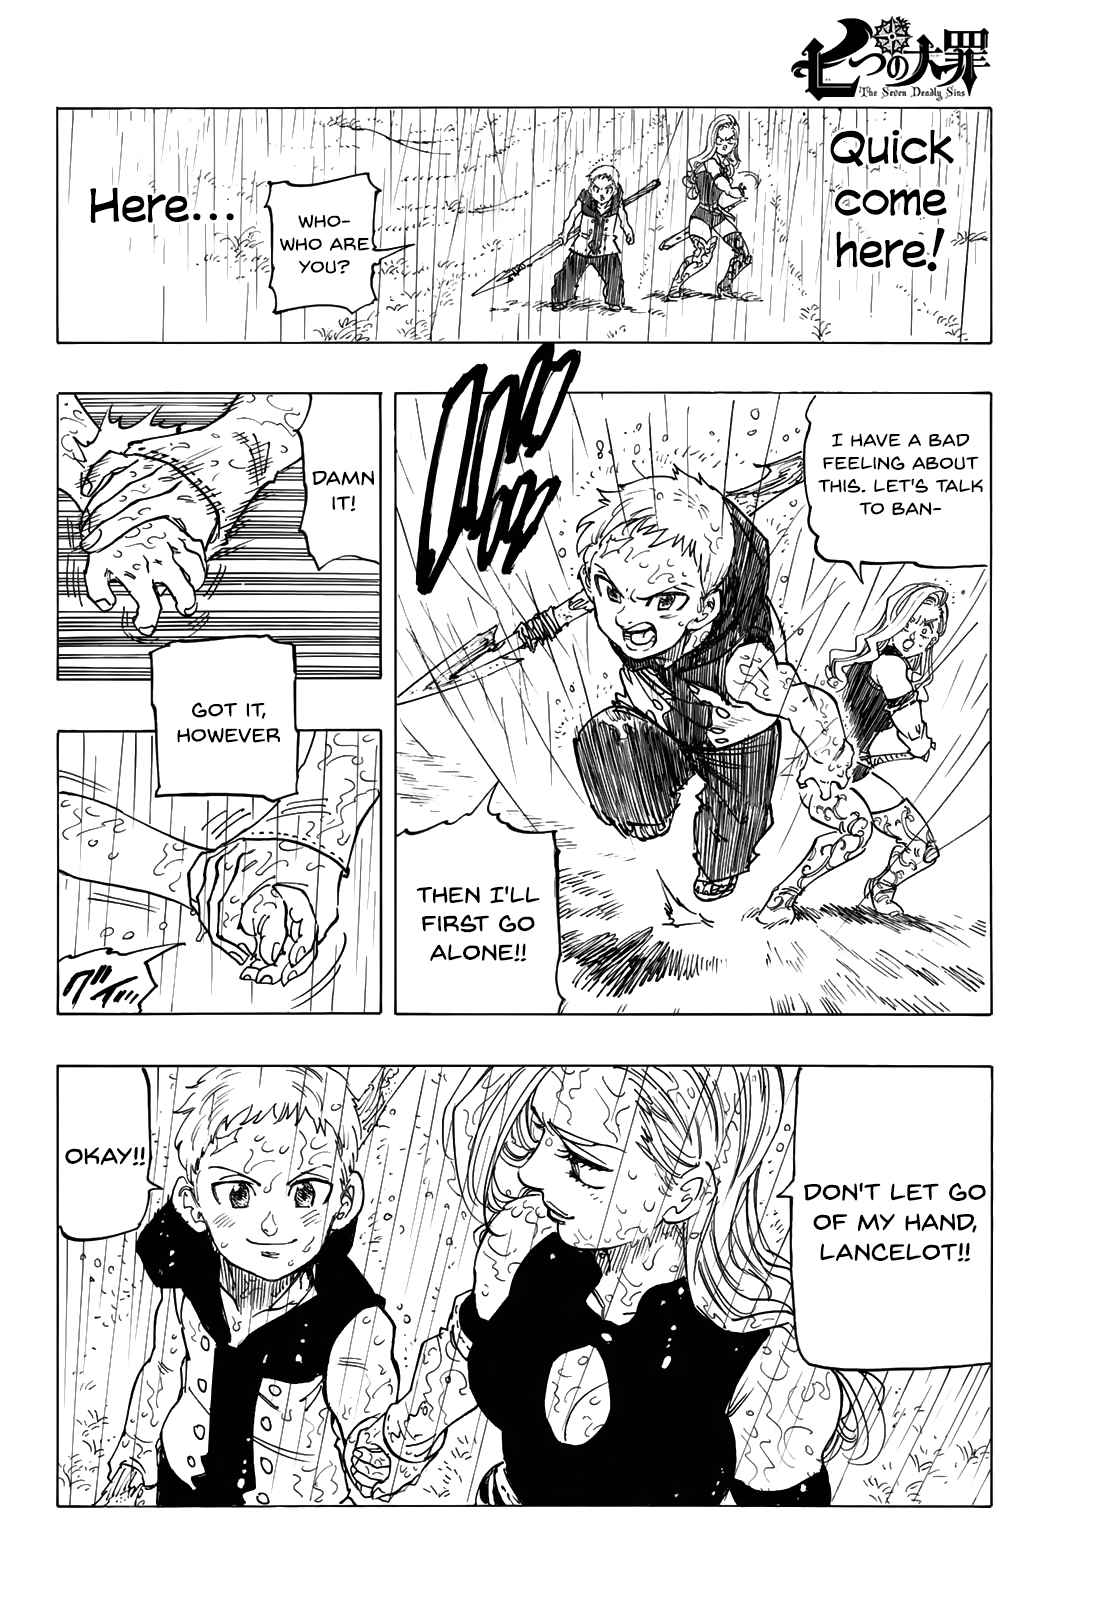 七つの大罪
The Seven Deadly Sins
Quick
come
here!
WHO-
WHO ARE
YOU?
Here...
I HAVE A BAD
FEELING ABOUT
THIS. LET'S TALK
TO BAN-
THEN I'LL
FIRST GO
ALONE!!
DAMN
IT!
GOT IT,
HOWEVER
グイ…
DON'T LET GO
OF MY HAND,
LANCELOT!!
OKAY!!